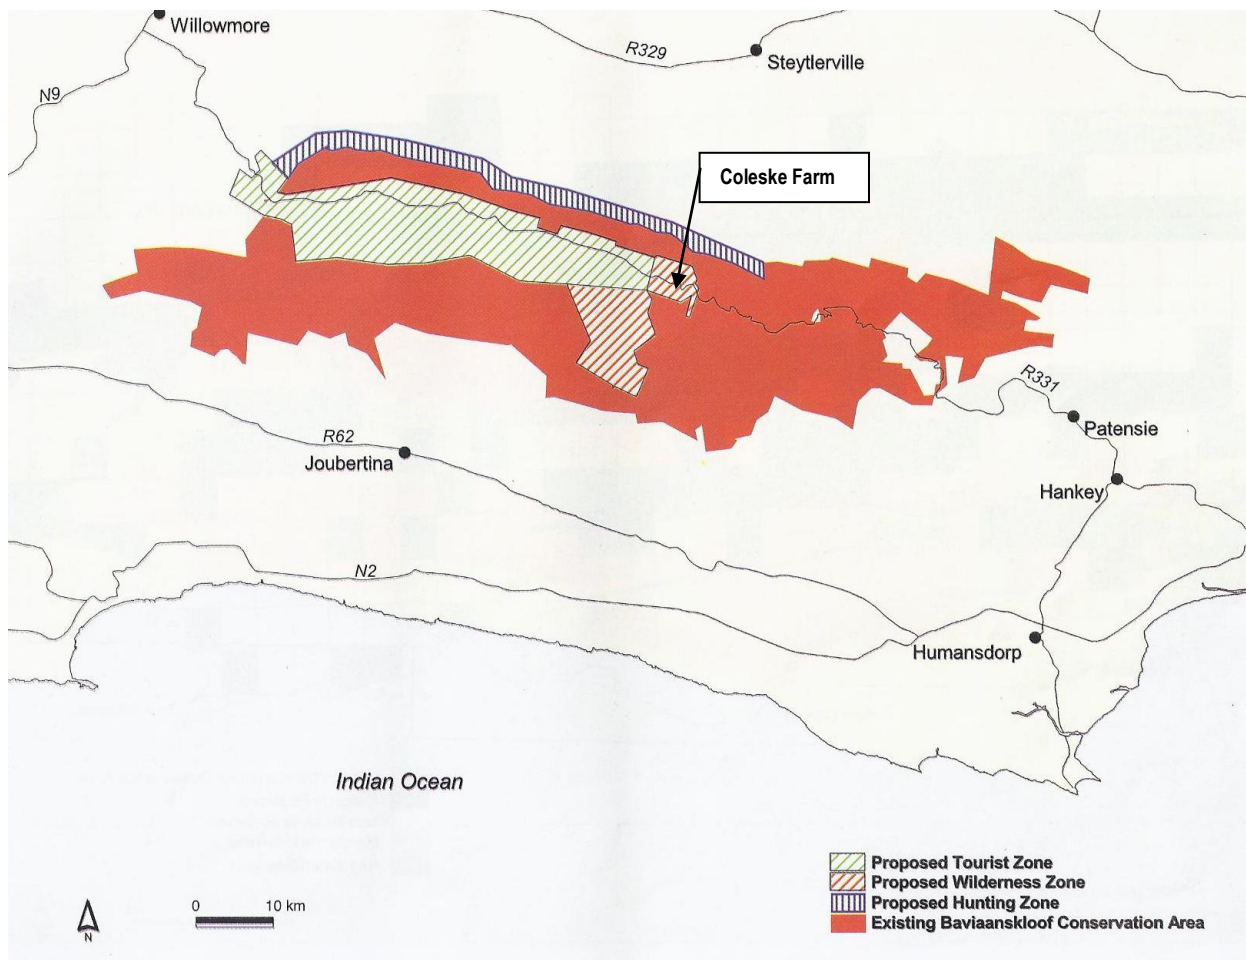 Willowmore
R329
Steytlerville
N9
Coleske Farm
R331
Patensie
R62
Joubertina
Hankey
N2
Humansdorp
Indian Ocean
Proposed Tourist Zone
Proposed Wilderness Zone
Proposed Hunting Zone
Existing Baviaanskloof Conservation Area
0 10 km
N